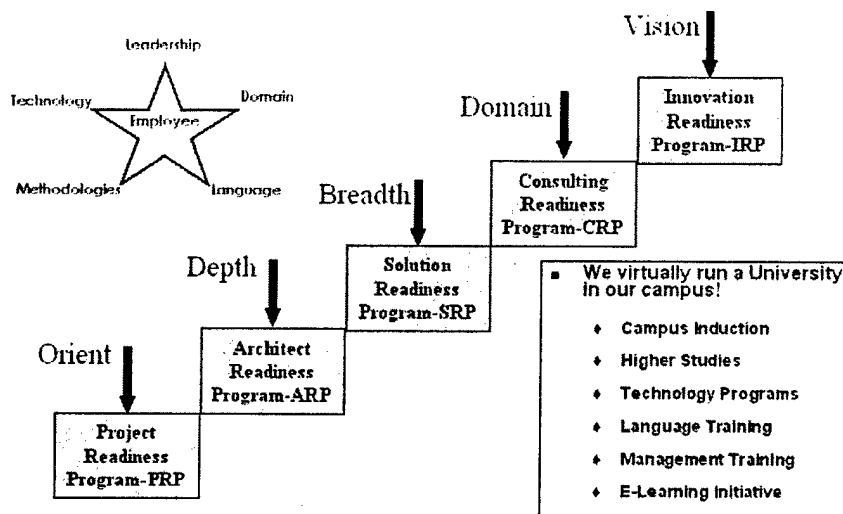 Leadership
Technology
Domain
Employee
Methodologies
Language
Vision
Innovation
Readiness
Program-IRP
Domain
Consulting
Readiness
Program-CRP
Breadth
Solution
Readiness
Program-SRP
Depth
Architect
Readiness
Program-ARP
Orient
Project
Readiness
Program-PRP
▪ We virtually run a University
in our campus!
♦ Campus Induction
♦ Higher Studies
♦ Technology Programs
♦ Language Training
♦ Management Training
♦ E-Learning Initiative